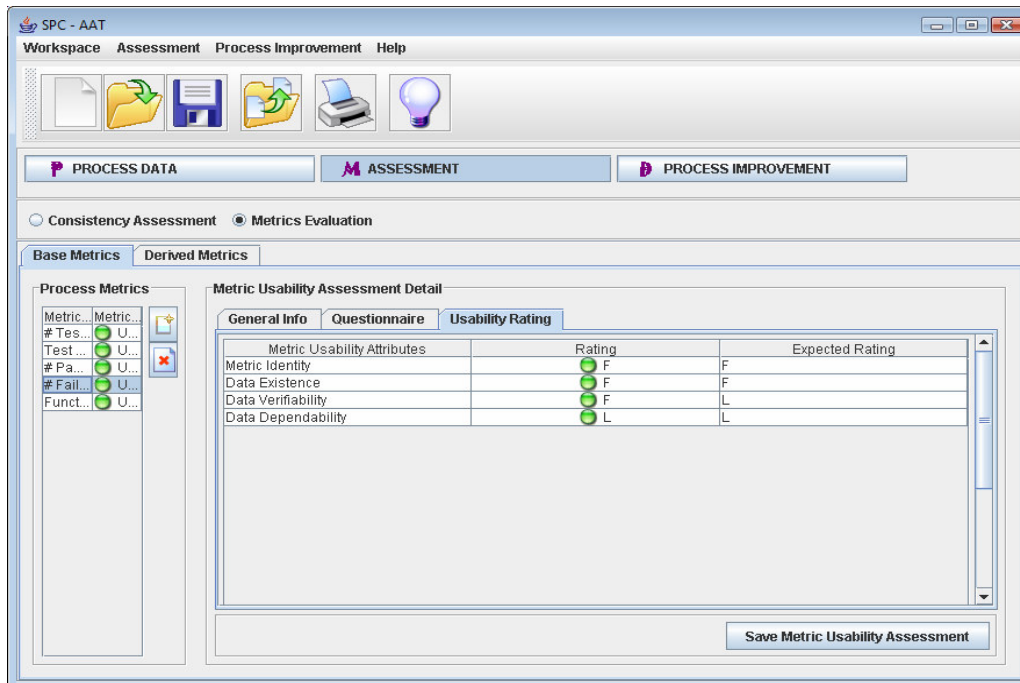 SPC - AAT
Workspace Assessment Process Improvement Help
P PROCESS DATA M ASSESSMENT D PROCESS IMPROVEMENT
Consistency Assessment Metrics Evaluation
Base Metrics Derived Metrics
Process Metrics
Metric... Metric...
# Tes... U...
Test ... U...
# Pa... U...
# Fail... U...
Funct... U...
Metric Usability Assessment Detail
General Info Questionnaire Usability Rating
Metric Usability Attributes Rating Expected Rating
Metric Identity F F
Data Existence F F
Data Verifiability F L
Data Dependability L L
Save Metric Usability Assessment